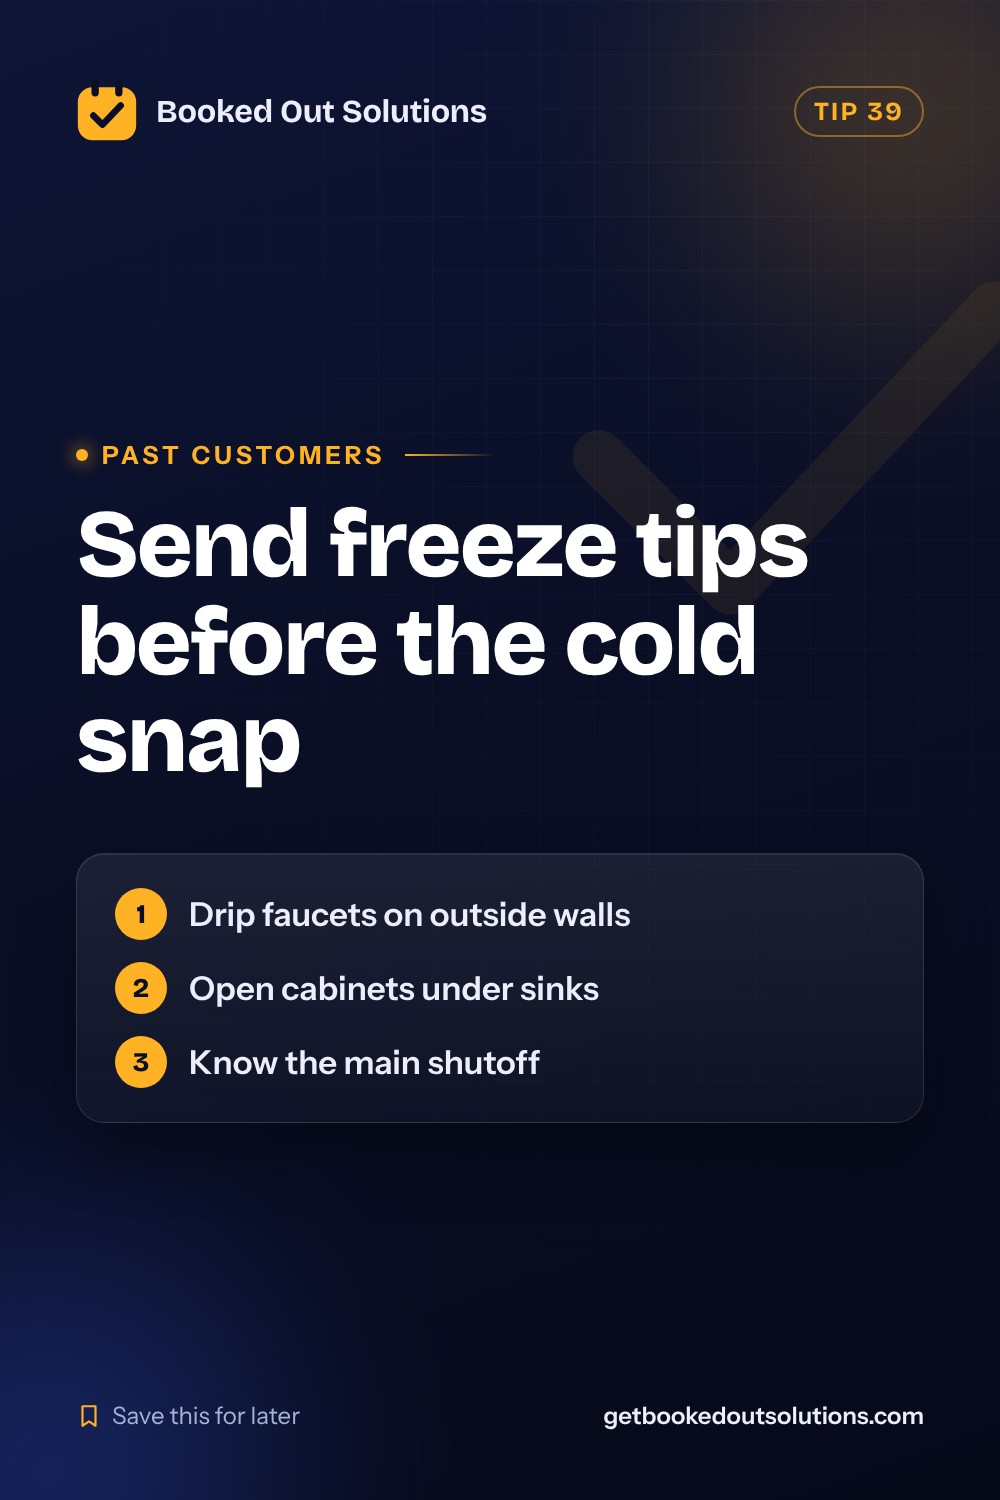 Booked Out Solutions
TIP 39
PAST CUSTOMERS
Send freeze tips
before the cold
snap
1 Drip faucets on outside walls
2 Open cabinets under sinks
3 Know the main shutoff
Save this for later
getbookedoutsolutions.com